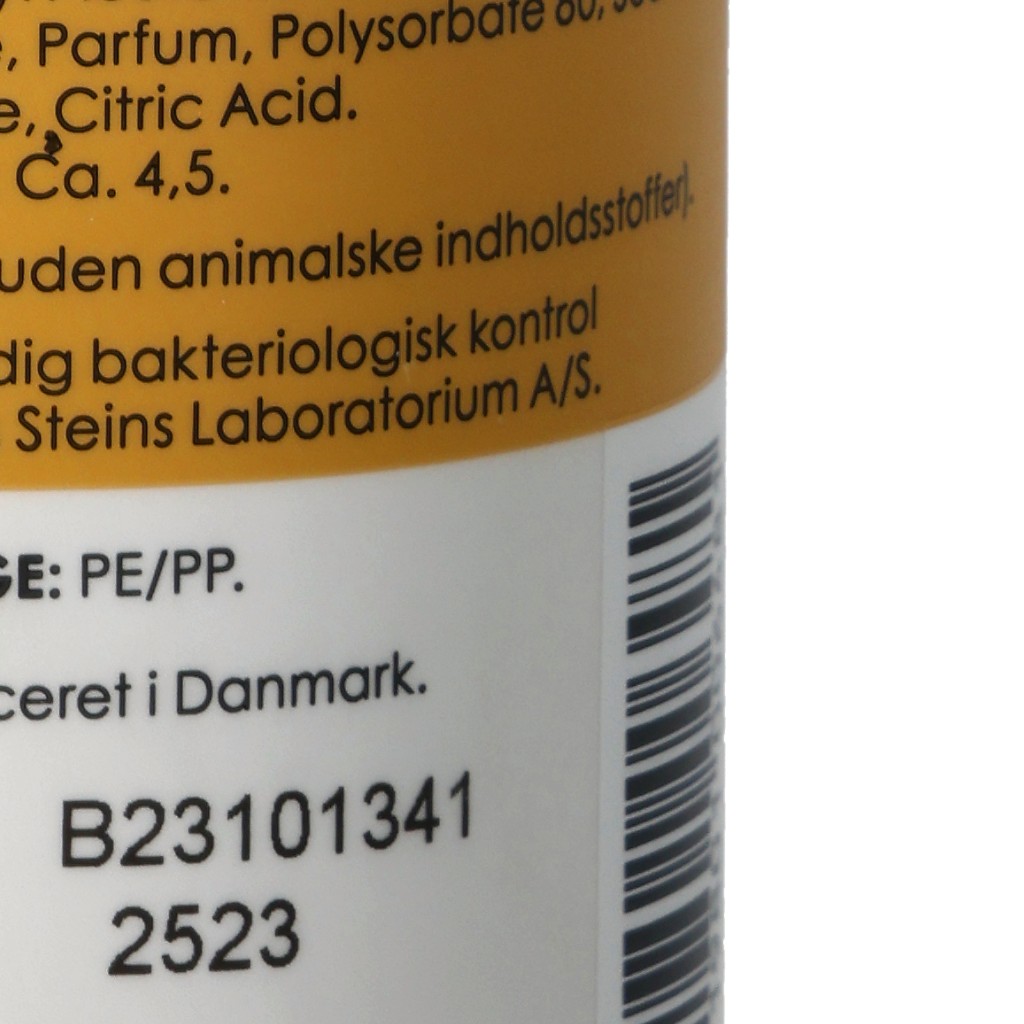 , Parfum, Polysorbate 80,
e, Citric Acid.
Ca. 4,5.
uden animalske indholdsstoffer).
dig bakteriologisk kontrol
Steins Laboratorium A/S.
GE: PE/PP.
ceret i Danmark.
B23101341
2523